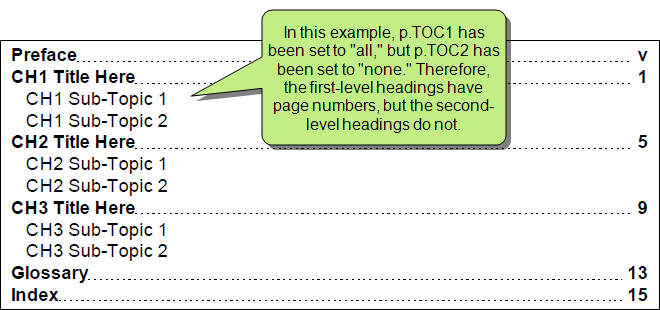 In this example, p.TOC1 has
been set to "all," but p.TOC2 has
been set to "none." Therefore,
the first-level headings have
page numbers, but the second-
level headings do not.
Preface v
CH1 Title Here 1
CH1 Sub-Topic 1
CH1 Sub-Topic 2
CH2 Title Here 5
CH2 Sub-Topic 1
CH2 Sub-Topic 2
CH3 Title Here 9
CH3 Sub-Topic 1
CH3 Sub-Topic 2
Glossary 13
Index 15